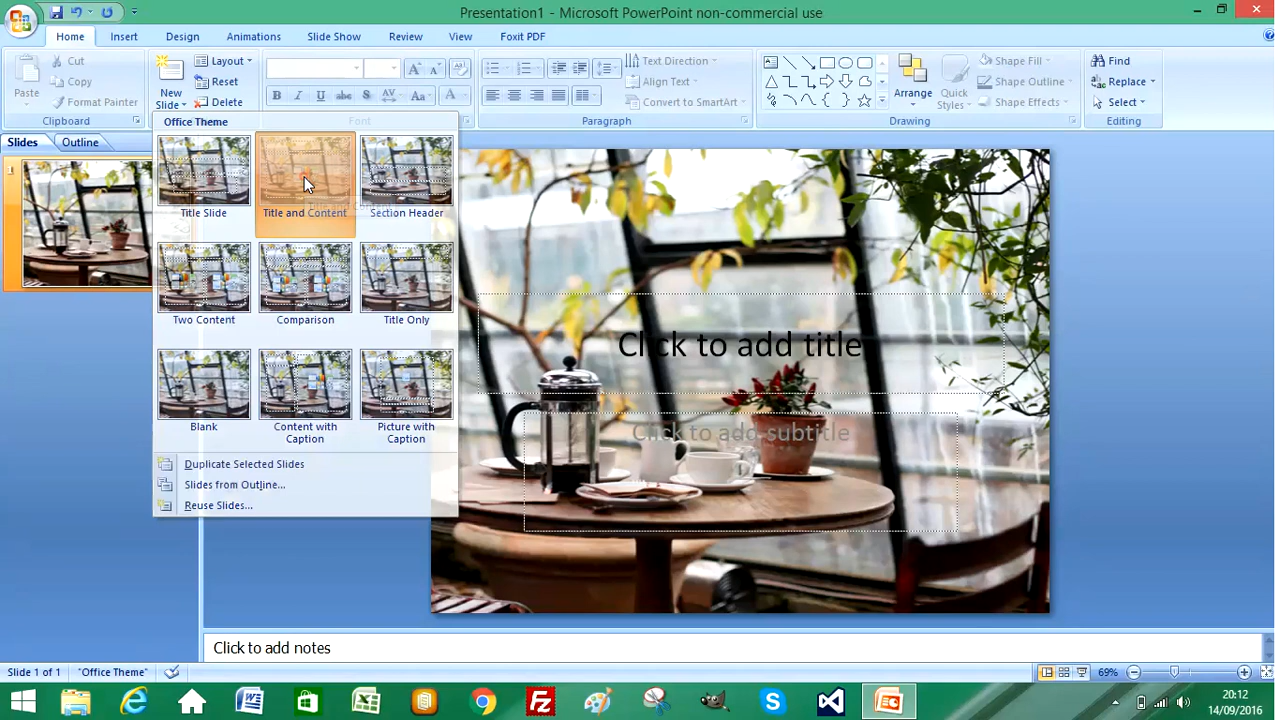 Presentation1 - Microsoft PowerPoint non-commercial use
Home Insert Design Animations Slide Show Review View Foxit PDF
Paste
Cut
Copy
Format Painter
Clipboard
New Slide
Layout
Reset
Delete
B I U abc S AV Aa A
Font
Text Direction
Align Text
Convert to SmartArt
Paragraph
Arrange
Quick Styles
Shape Fill
Shape Outline
Shape Effects
Drawing
Find
Replace
Select
Editing
Office Theme
Slides Outline
1
Title Slide Title and Content Section Header
Two Content Comparison Title Only
Blank Content with Caption Picture with Caption
Duplicate Selected Slides
Slides from Outline...
Reuse Slides...
Click to add title
Click to add subtitle
Click to add notes
Slide 1 of 1 "Office Theme" 69%
20:12
14/09/2016